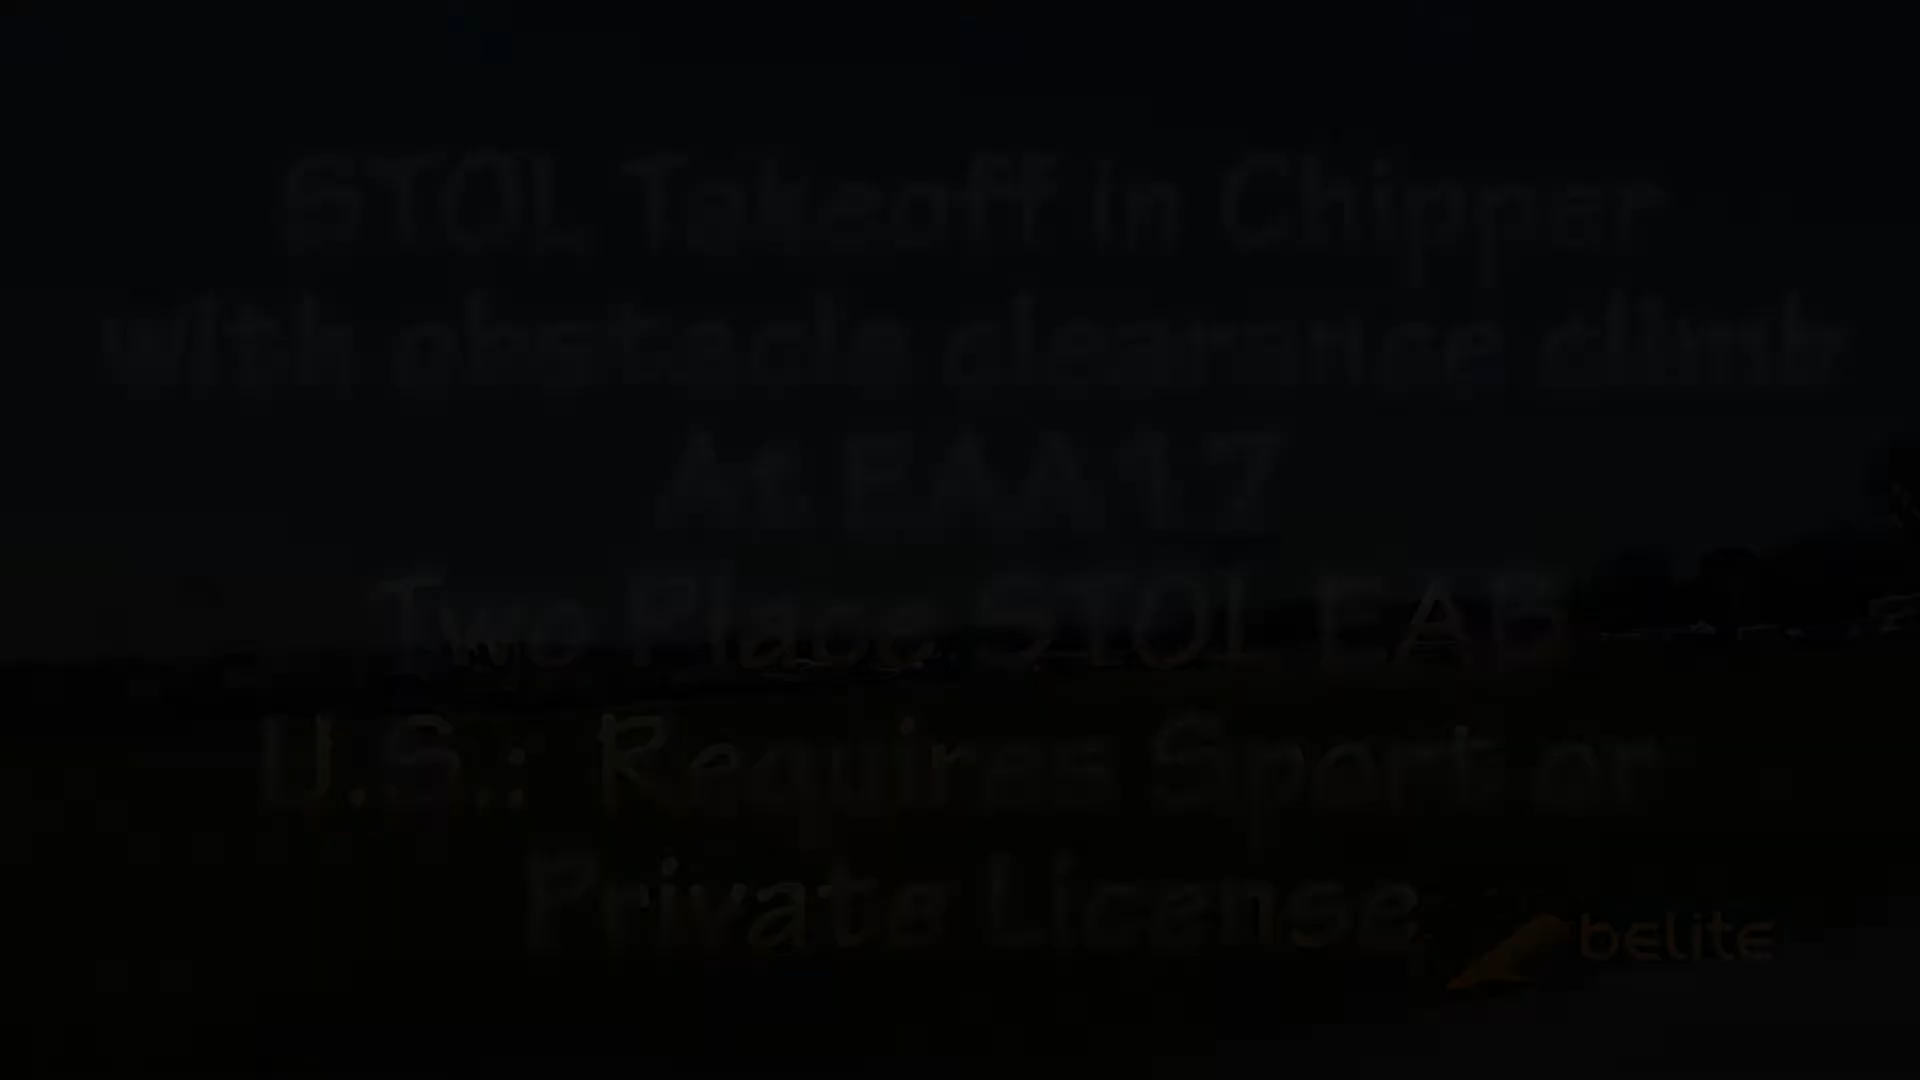 STOL Takeoff in Chipper
with obstacle clearance climb
At EAA17
Two Place STOL EAB
U.S.: Requires Sport or
Private License
belite